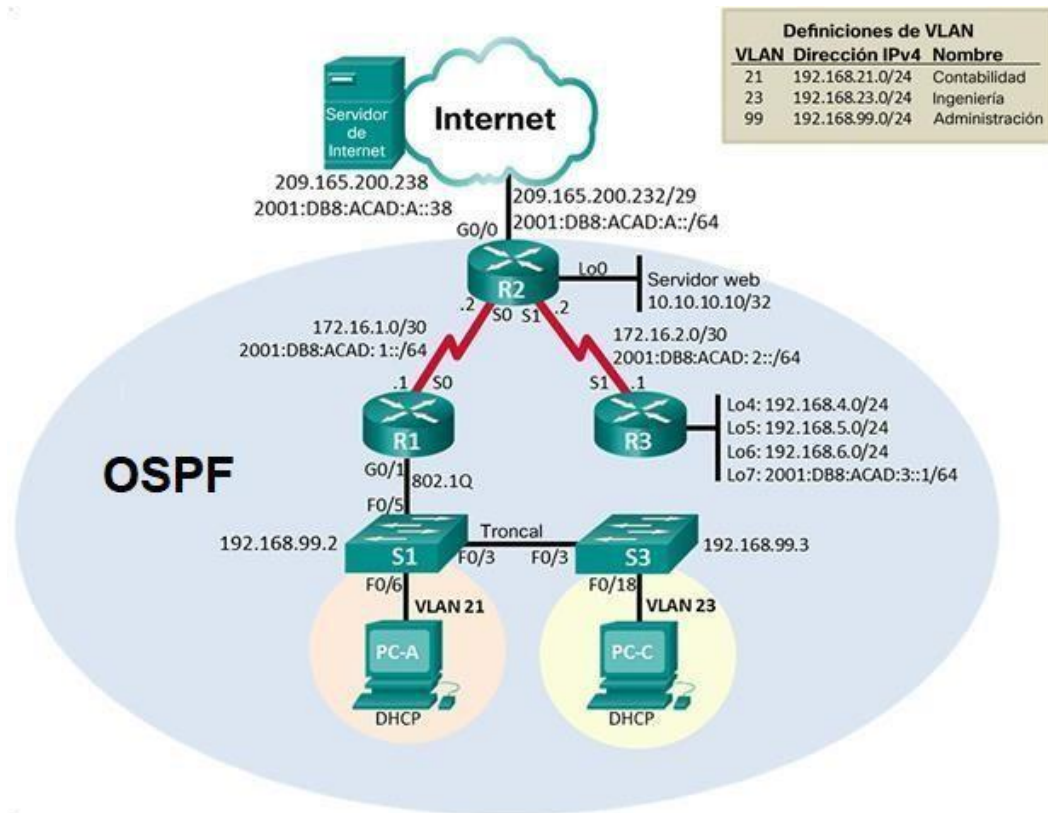 Definiciones de VLAN
VLAN Dirección IPv4 Nombre
21 192.168.21.0/24 Contabilidad
23 192.168.23.0/24 Ingeniería
99 192.168.99.0/24 Administración
Servidor
de
Internet
Internet
209.165.200.238
2001:DB8:ACAD:A::38
209.165.200.232/29
2001:DB8:ACAD:A::/64
G0/0
R2
Lo0
Servidor web
10.10.10.10/32
.2
S0
S1
.2
172.16.1.0/30
2001:DB8:ACAD: 1::/64
172.16.2.0/30
2001:DB8:ACAD: 2::/64
.1
S0
S1
.1
R1
R3
Lo4: 192.168.4.0/24
Lo5: 192.168.5.0/24
Lo6: 192.168.6.0/24
Lo7: 2001:DB8:ACAD:3::1/64
OSPF
G0/1
802.1Q
F0/5
192.168.99.2
S1
Troncal
F0/3
F0/3
S3
192.168.99.3
F0/6
VLAN 21
F0/18
VLAN 23
PC-A
PC-C
DHCP
DHCP